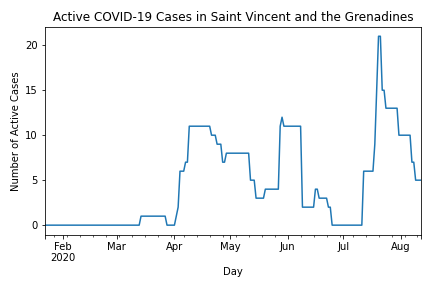 Active COVID-19 Cases in Saint Vincent and the Grenadines
Number of Active Cases
20
15
10
5
0
Feb Mar Apr May Jun Jul Aug
2020
Day